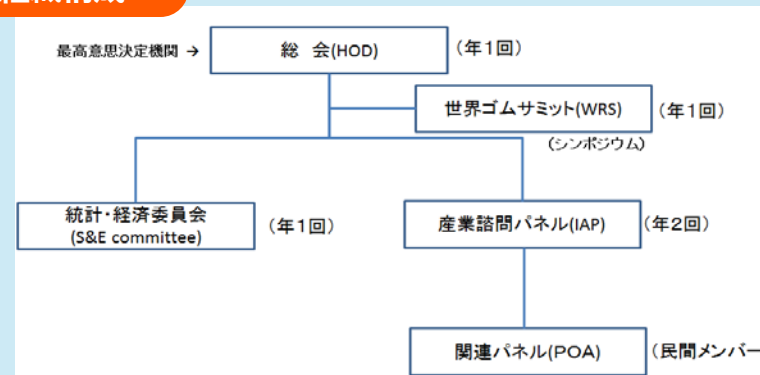 最高意思決定機関 →
総 会(HOD)
(年1回)
世界ゴムサミット(WRS)
(年1回)
(シンポジウム)
統計・経済委員会
(S&E committee)
(年1回)
産業諮問パネル(IAP)
(年2回)
関連パネル(POA)
(民間メンバー